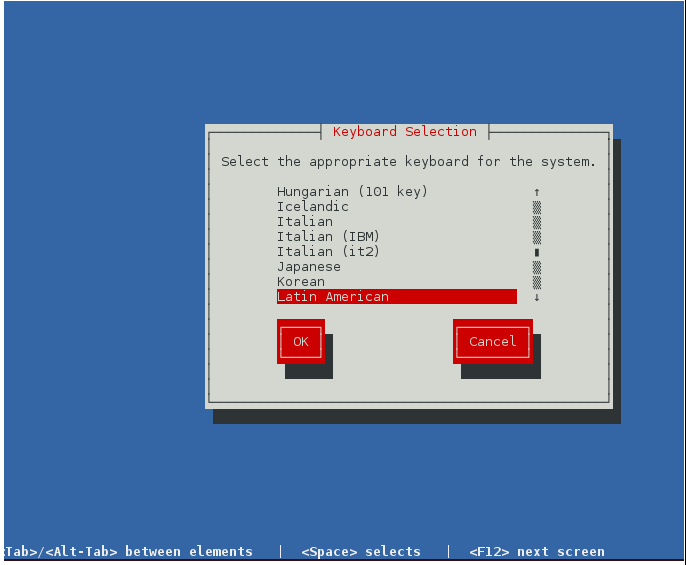 Keyboard Selection
Select the appropriate keyboard for the system.
Hungarian (101 key)
Icelandic
Italian
Italian (IBM)
Italian (it2)
Japanese
Korean
Latin American
OK Cancel
Tab>/<Alt-Tab> between elements | <Space> selects | <F12> next screen